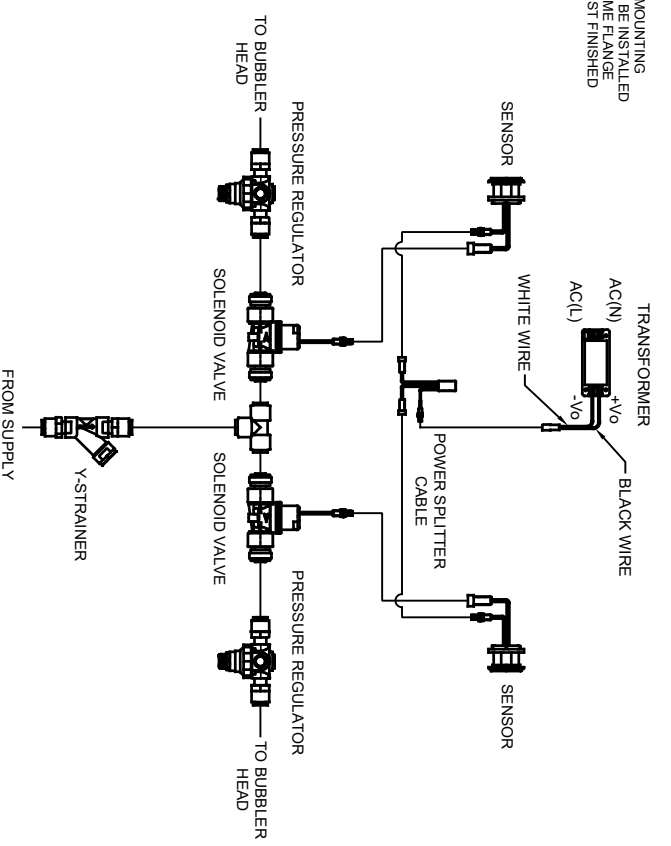 MOUNTING
BE INSTALLED
ME FLANGE
ST FINISHED
TRANSFORMER
AC(N)
AC(L)
+Vo
-Vo
WHITE WIRE
BLACK WIRE
SENSOR
SENSOR
POWER SPLITTER
CABLE
TO BUBBLER
HEAD
PRESSURE REGULATOR
SOLENOID VALVE
SOLENOID VALVE
PRESSURE REGULATOR
TO BUBBLER
HEAD
Y-STRAINER
FROM SUPPLY